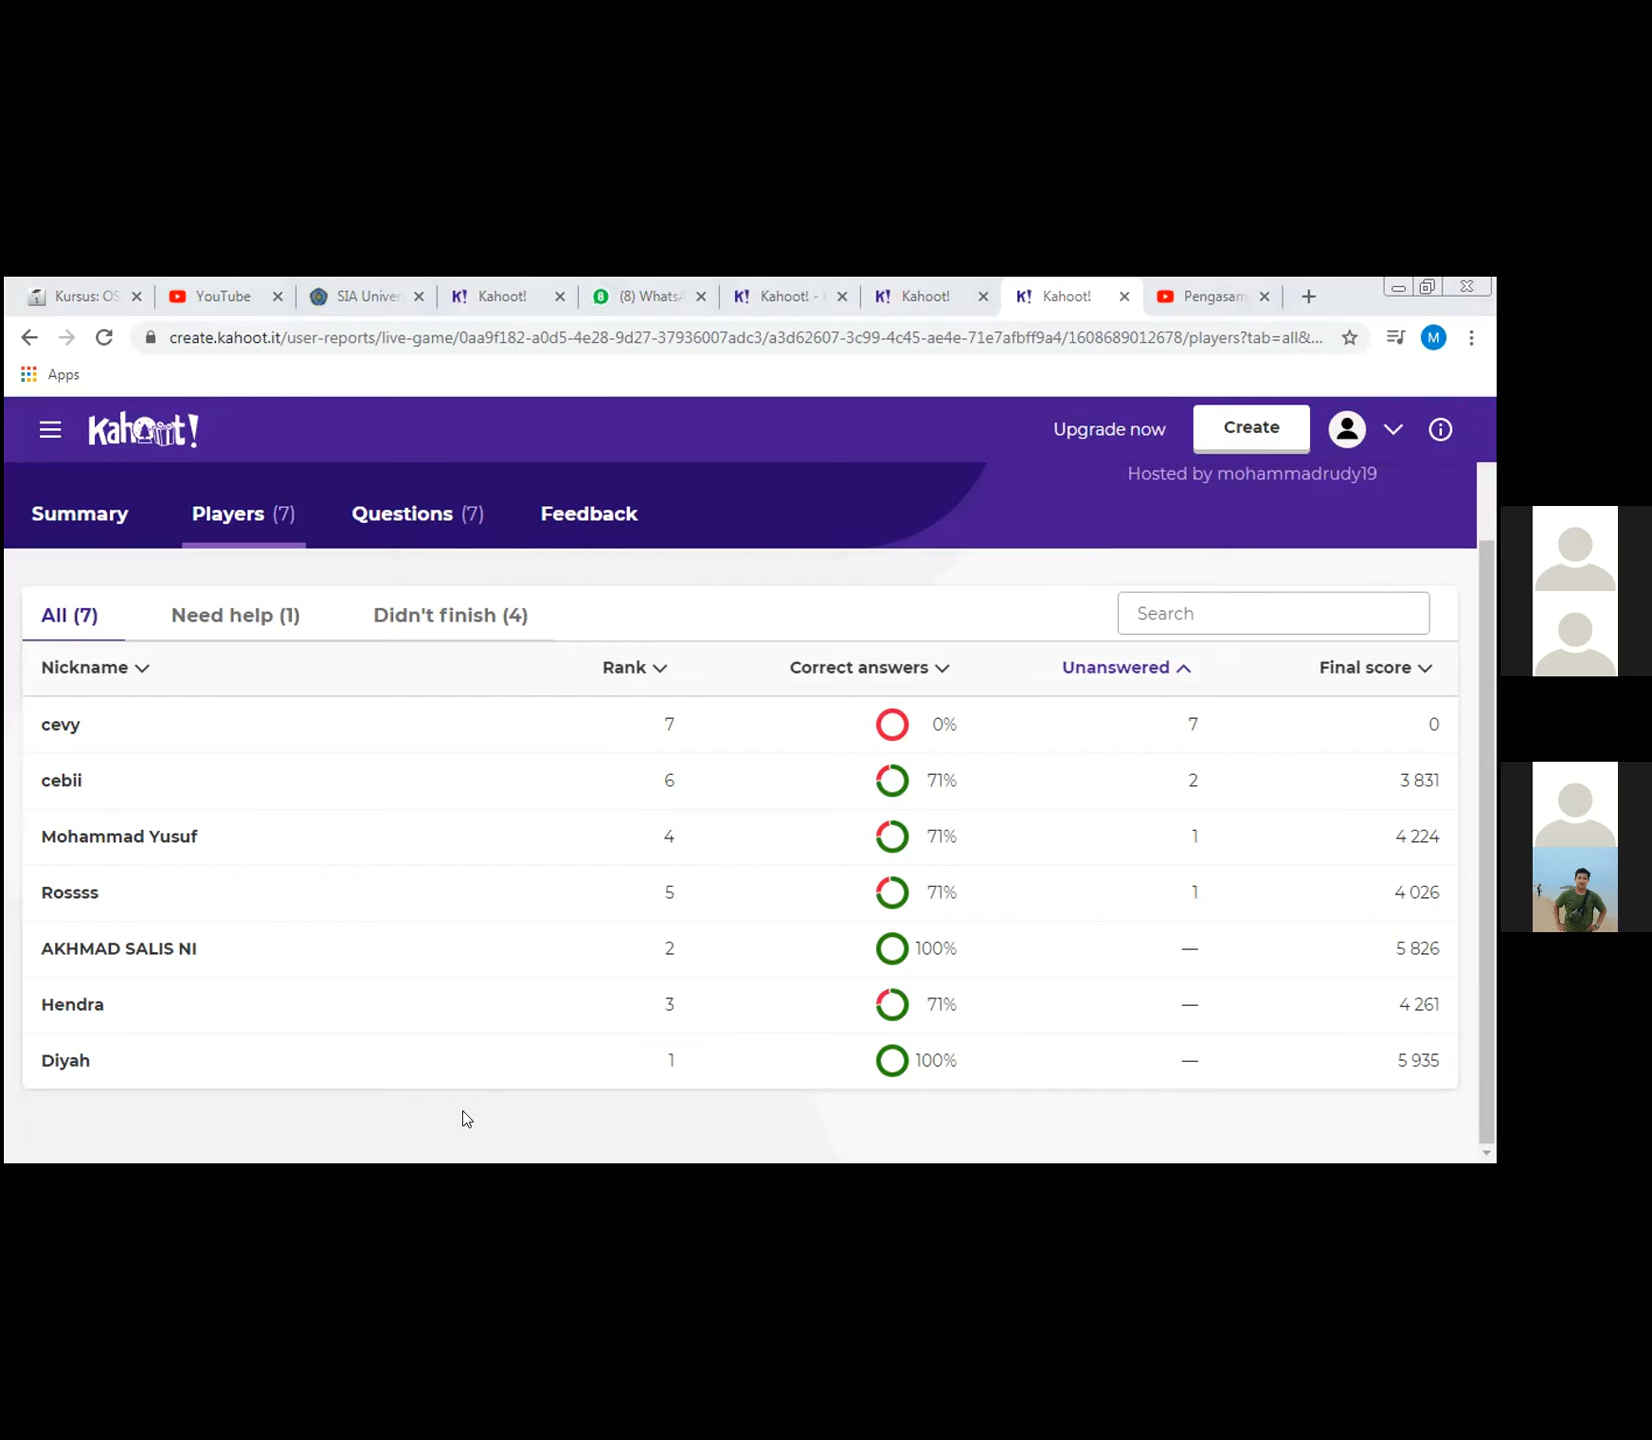 Kursus: OS YouTube SIA Univer Kahoot! (8) WhatsA Kahoot! - Kahoot! Kahoot! Pengasam
create.kahoot.it/user-reports/live-game/0aa9f182-a0d5-4e28-9d27-37936007adc3/a3d62607-3c99-4c45-ae4e-71e7afbff9a4/1608689012678/players?tab=all&... M
Apps
Kahoot! Upgrade now Create
Hosted by mohammadrudy19
Summary Players (7) Questions (7) Feedback
All (7) Need help (1) Didn't finish (4) Search
Nickname Rank Correct answers Unanswered Final score
cevy 7 0% 7 0
cebii 6 71% 2 3 831
Mohammad Yusuf 4 71% 1 4 224
Rossss 5 71% 1 4 026
AKHMAD SALIS NI 2 100% — 5 826
Hendra 3 71% — 4 261
Diyah 1 100% — 5 935